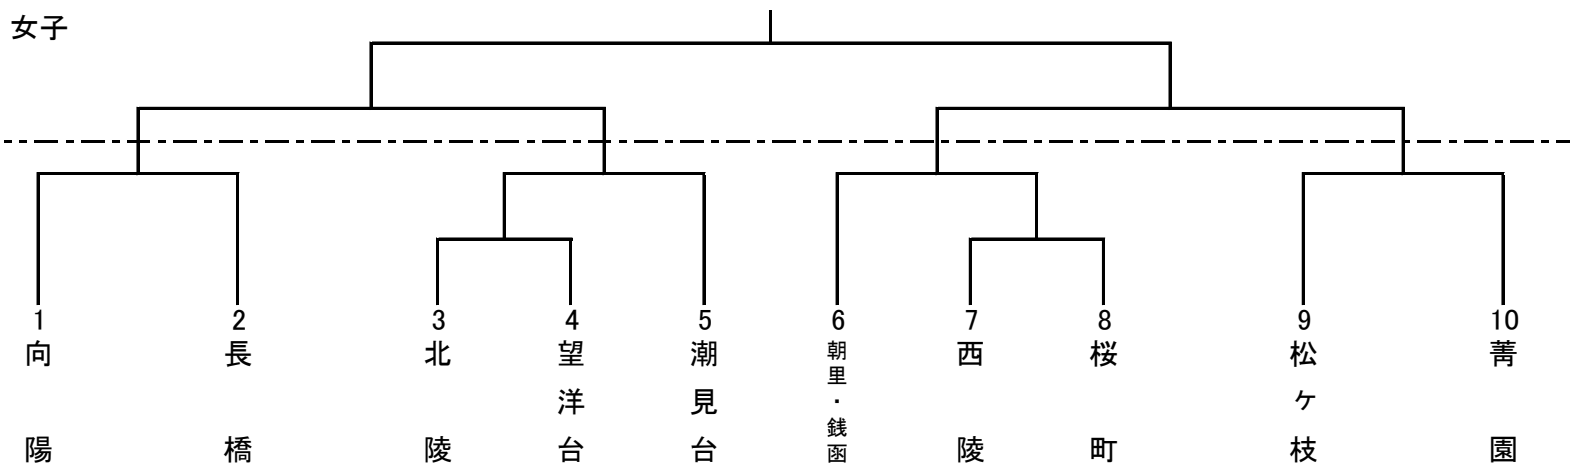 女子
1 向陽
2 長橋
3 北陵
4 望洋台
5 潮見台
6 朝里・銭函
7 西陵
8 桜町
9 松ケ枝
10 菁園